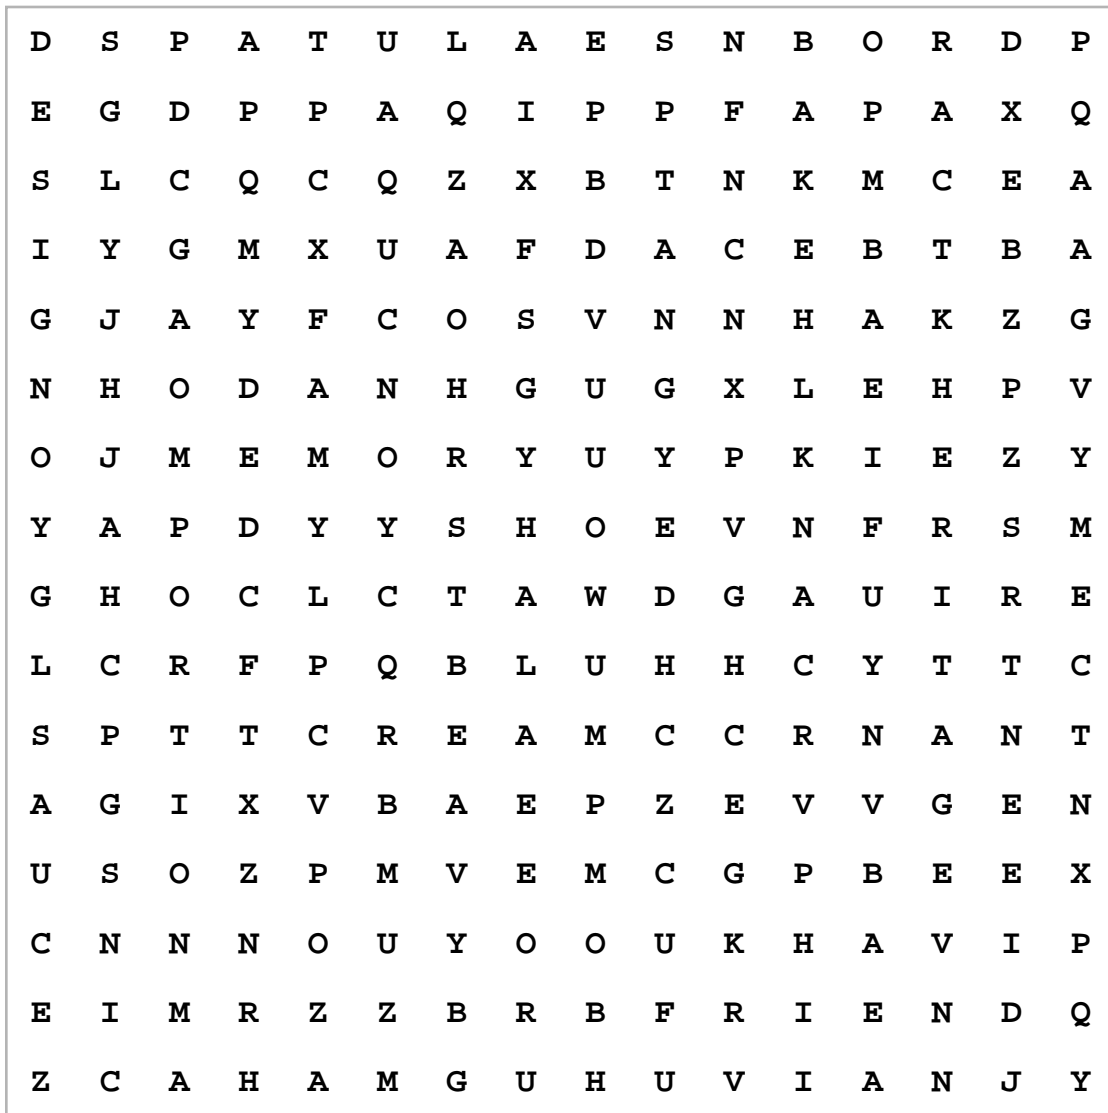 D S P A T U L A E S N B O R D P
E G D P P A Q I P P F A P A X Q
S L C Q C Q Z X B T N K M C E A
I Y G M X U A F D A C E B T B A
G J A Y F C O S V N N H A K Z G
N H O D A N H G U G X L E H P V
O J M E M O R Y U Y P K I E Z Y
Y A P D Y Y S H O E V N F R S M
G H O C L C T A W D G A U I R E
L C R F P Q B L U H H C Y T T C
S P T T C R E A M C C R N A N T
A G I X V B A E P Z E V V G E N
U S O Z P M V E M C G P B E E X
C N N N O U Y O O U K H A V I P
E I M R Z Z B R B F R I E N D Q
Z C A H A M G U H U V I A N J Y